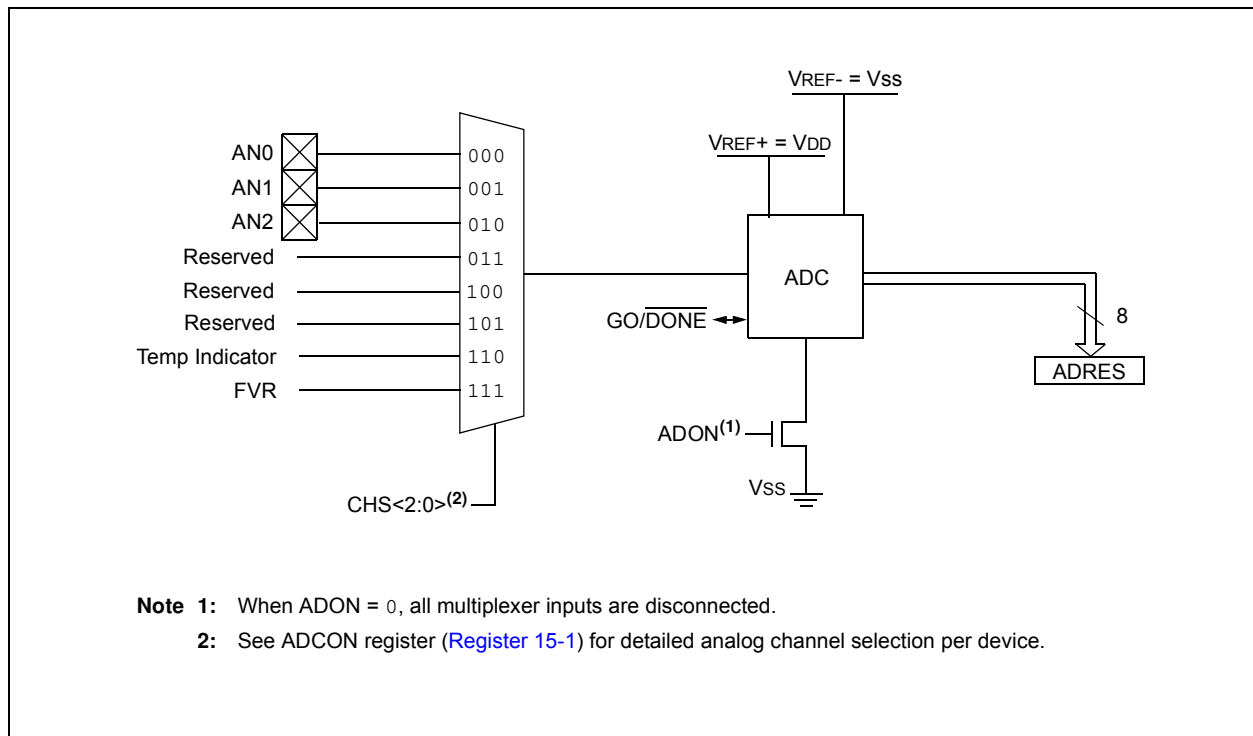 VREF- = Vss
VREF+ = VDD
AN0
000
AN1
001
AN2
010
Reserved
011
Reserved
100
Reserved
101
Temp Indicator
110
FVR
111
ADC
GO/DONE
8
ADRES
ADON(1)
VSS
CHS<2:0>(2)
Note 1: When ADON = 0, all multiplexer inputs are disconnected.
2: See ADCON register (Register 15-1) for detailed analog channel selection per device.